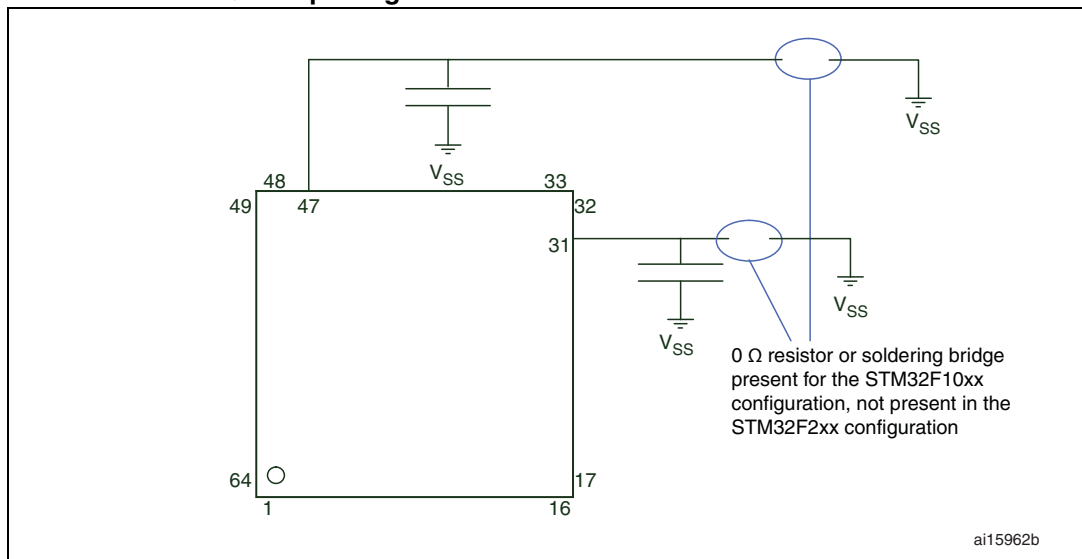 V_SS
V_SS
48
33
49
47
32
31
V_SS
V_SS
0 Ω resistor or soldering bridge
present for the STM32F10xx
configuration, not present in the
STM32F2xx configuration
64
17
1
16
ai15962b